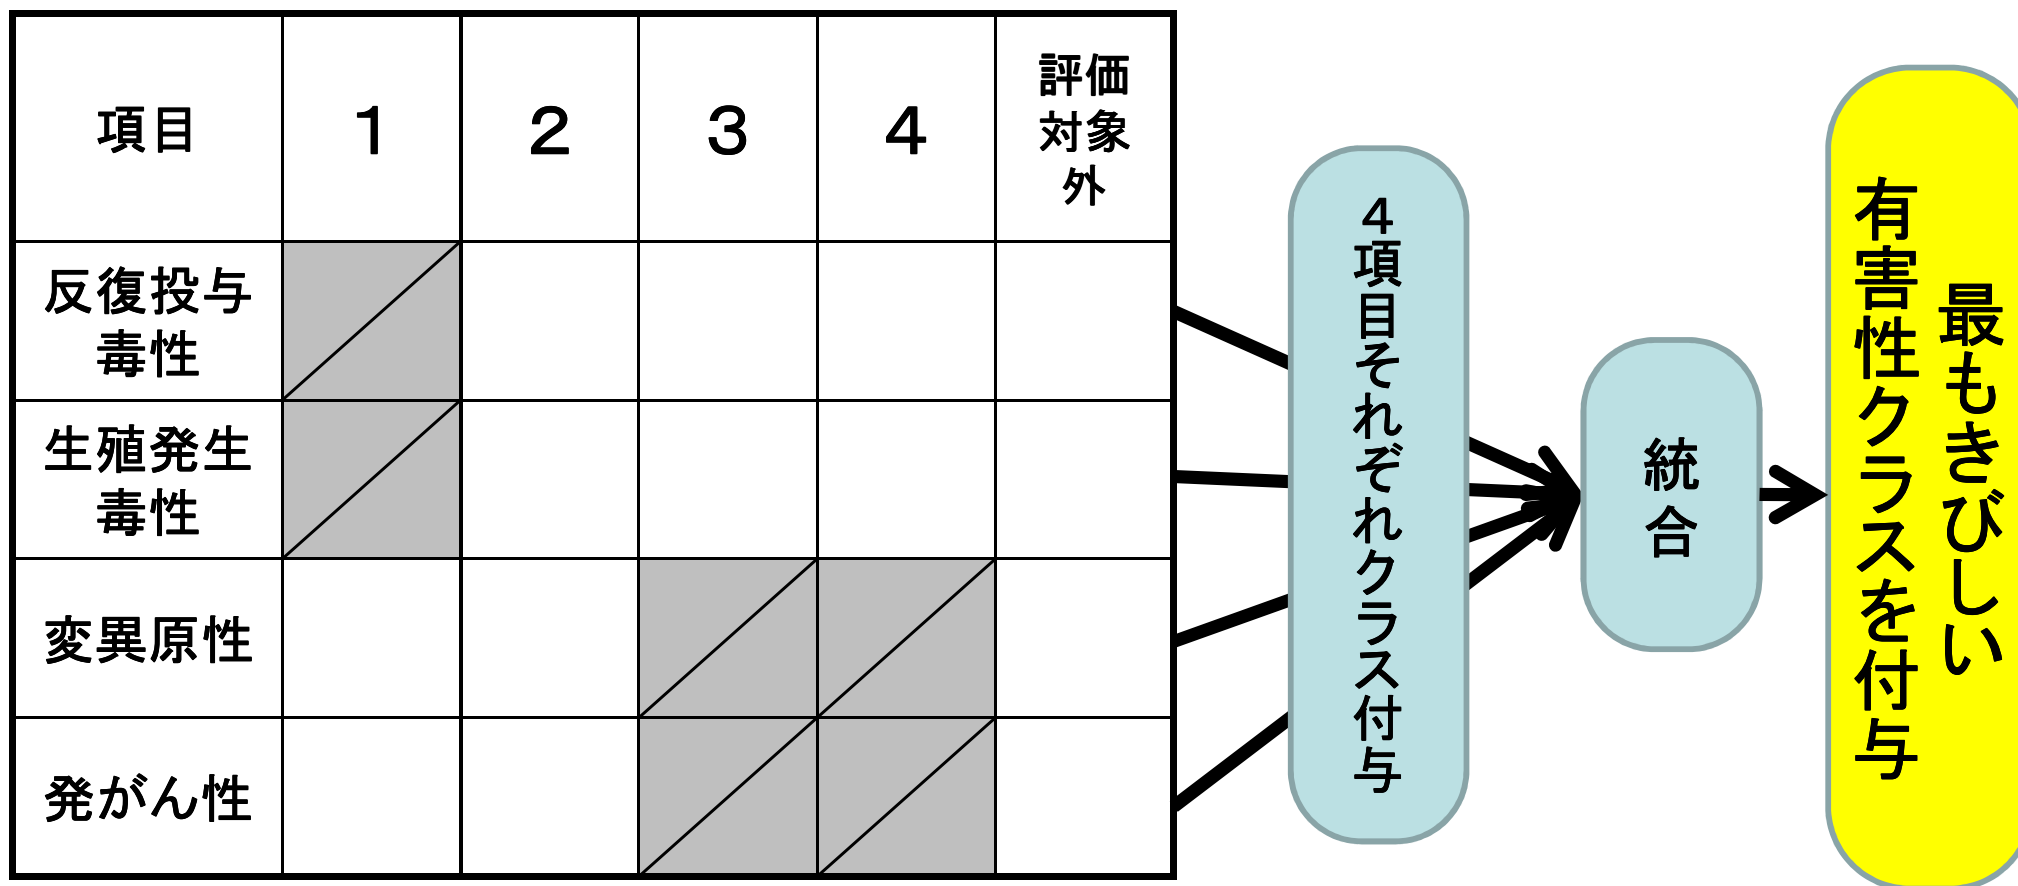 項目
１
２
３
４
評価
対象
外
反復投与
毒性
生殖発生
毒性
変異原性
発がん性
４項目それぞれクラス付与
統合
最もきびしい
有害性クラスを付与